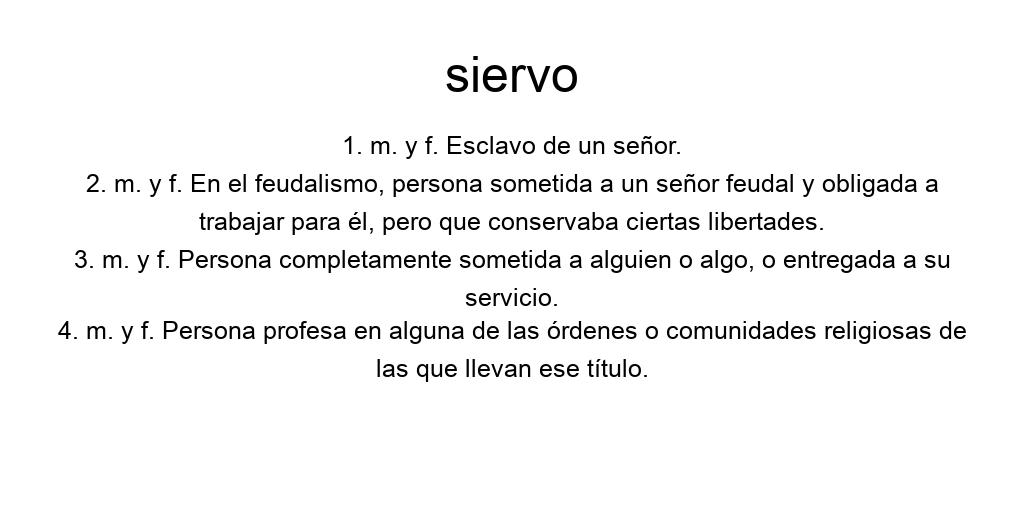 siervo
1. m. y f. Esclavo de un señor.
2. m. y f. En el feudalismo, persona sometida a un señor feudal y obligada a
trabajar para él, pero que conservaba ciertas libertades.
3. m. y f. Persona completamente sometida a alguien o algo, o entregada a su
servicio.
4. m. y f. Persona profesa en alguna de las órdenes o comunidades religiosas de
las que llevan ese título.